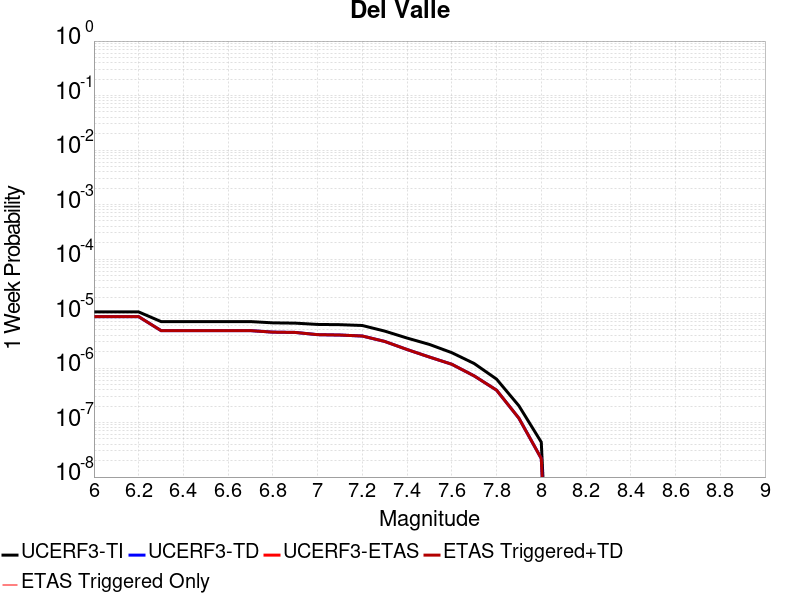 Del Valle
10^0
10^-1
10^-2
10^-3
10^-4
10^-5
10^-6
10^-7
10^-8
1 Week Probability
6 6.2 6.4 6.6 6.8 7 7.2 7.4 7.6 7.8 8 8.2 8.4 8.6 8.8 9
Magnitude
UCERF3-TI UCERF3-TD UCERF3-ETAS ETAS Triggered+TD
ETAS Triggered Only